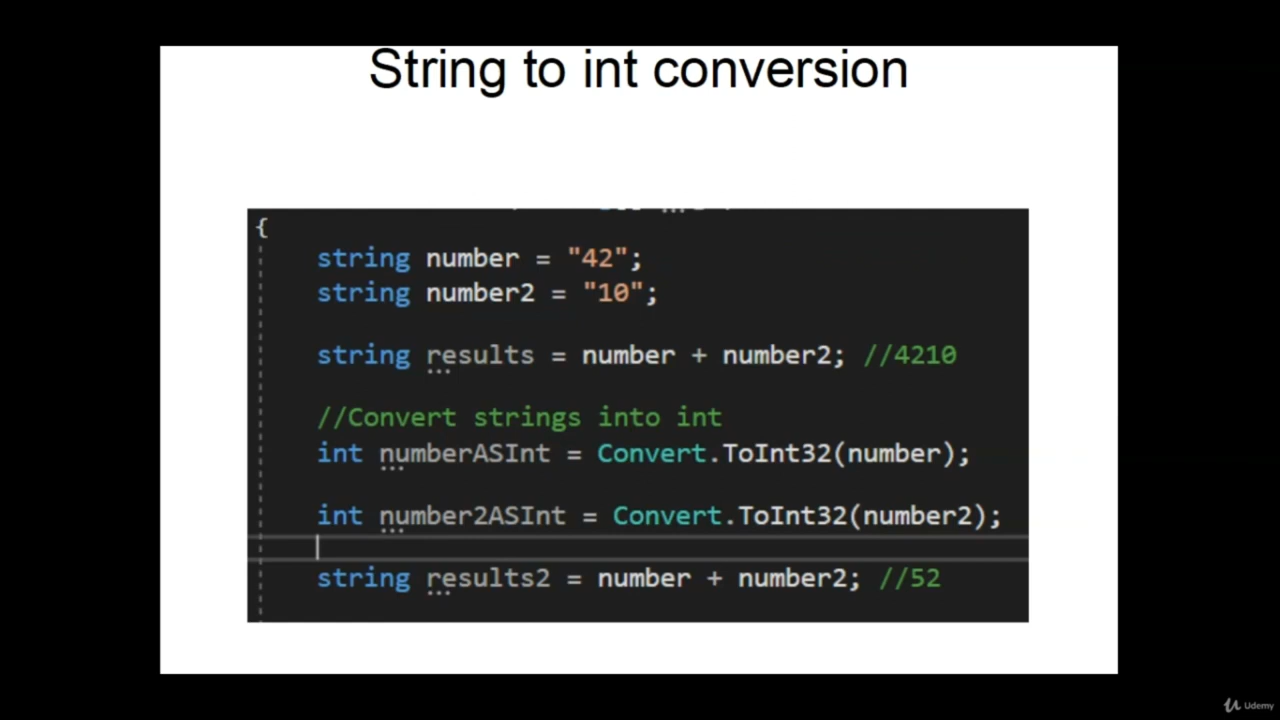 String to int conversion
{
string number = "42";
string number2 = "10";
string results = number + number2; //4210
//Convert strings into int
int numberASInt = Convert.ToInt32(number);
int number2ASInt = Convert.ToInt32(number2);
string results2 = number + number2; //52
Udemy